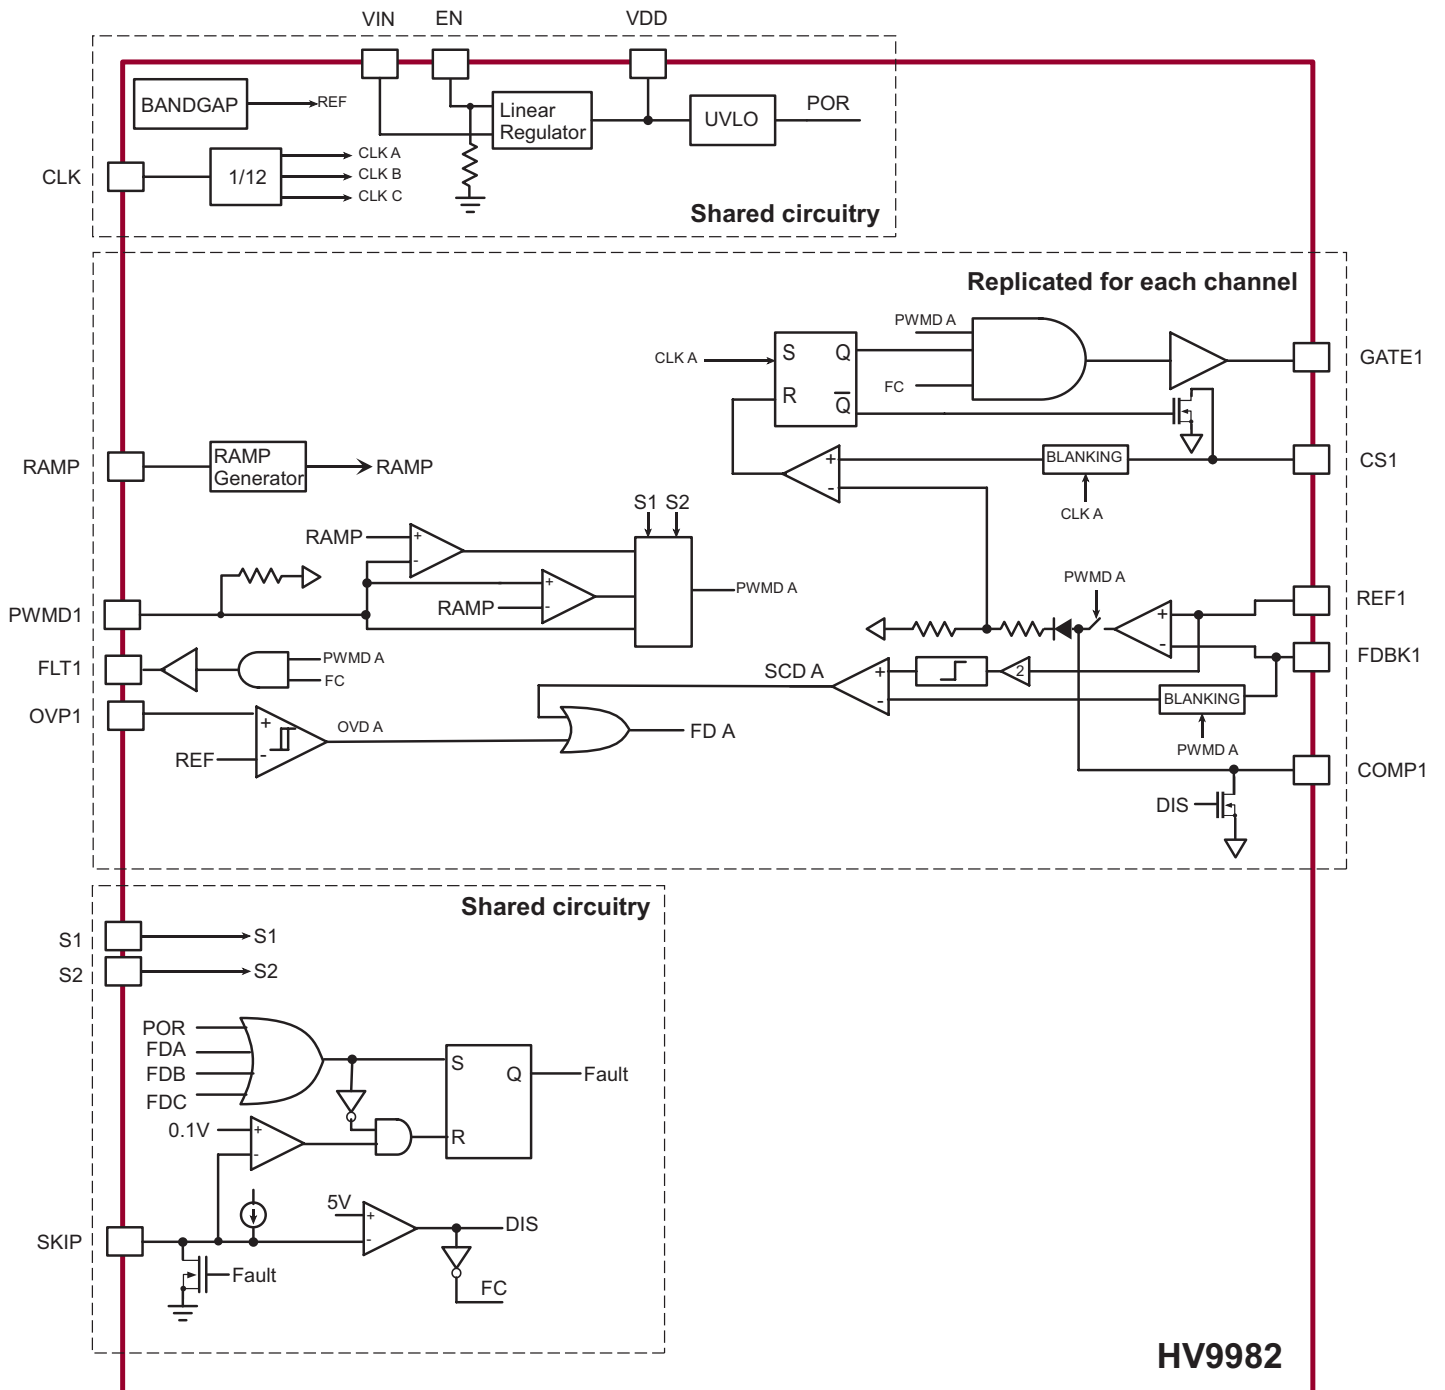 VIN EN VDD
BANDGAP REF
Linear
Regulator
UVLO POR
CLK 1/12
CLK A
CLK B
CLK C
Shared circuitry
Replicated for each channel
PWMD A
CLK A S Q
FC
R Q
GATE1
RAMP RAMP
Generator RAMP
+
-
BLANKING
CS1
CLK A
S1 S2
RAMP + -
+
RAMP -
PWMD A
PWMD1
PWMD A
+
-
REF1
FDBK1
FLT1 PWMD A
FC
SCD A + - 2
BLANKING
PWMD A
OVP1 +
REF -
OVD A
FD A
COMP1
DIS
Shared circuitry
S1 S1
S2 S2
POR
FDA
FDB
FDC
S Q Fault
R
0.1V +
-
5V +
-
DIS
SKIP
Fault
FC
HV9982